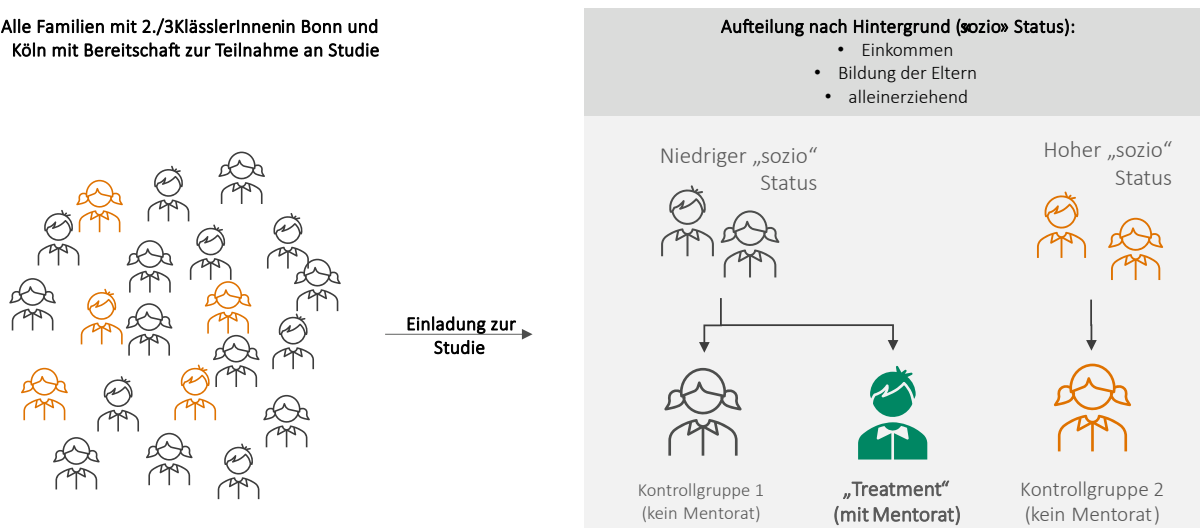 Alle Familien mit 2./3KlässlerInnenin Bonn und
Köln mit Bereitschaft zur Teilnahme an Studie
Einladung zur
Studie
Aufteilung nach Hintergrund («sozio» Status):
• Einkommen
• Bildung der Eltern
• alleinerziehend
Niedriger „sozio“
Status
Hoher „sozio“
Status
Kontrollgruppe 1
(kein Mentorat)
„Treatment“
(mit Mentorat)
Kontrollgruppe 2
(kein Mentorat)